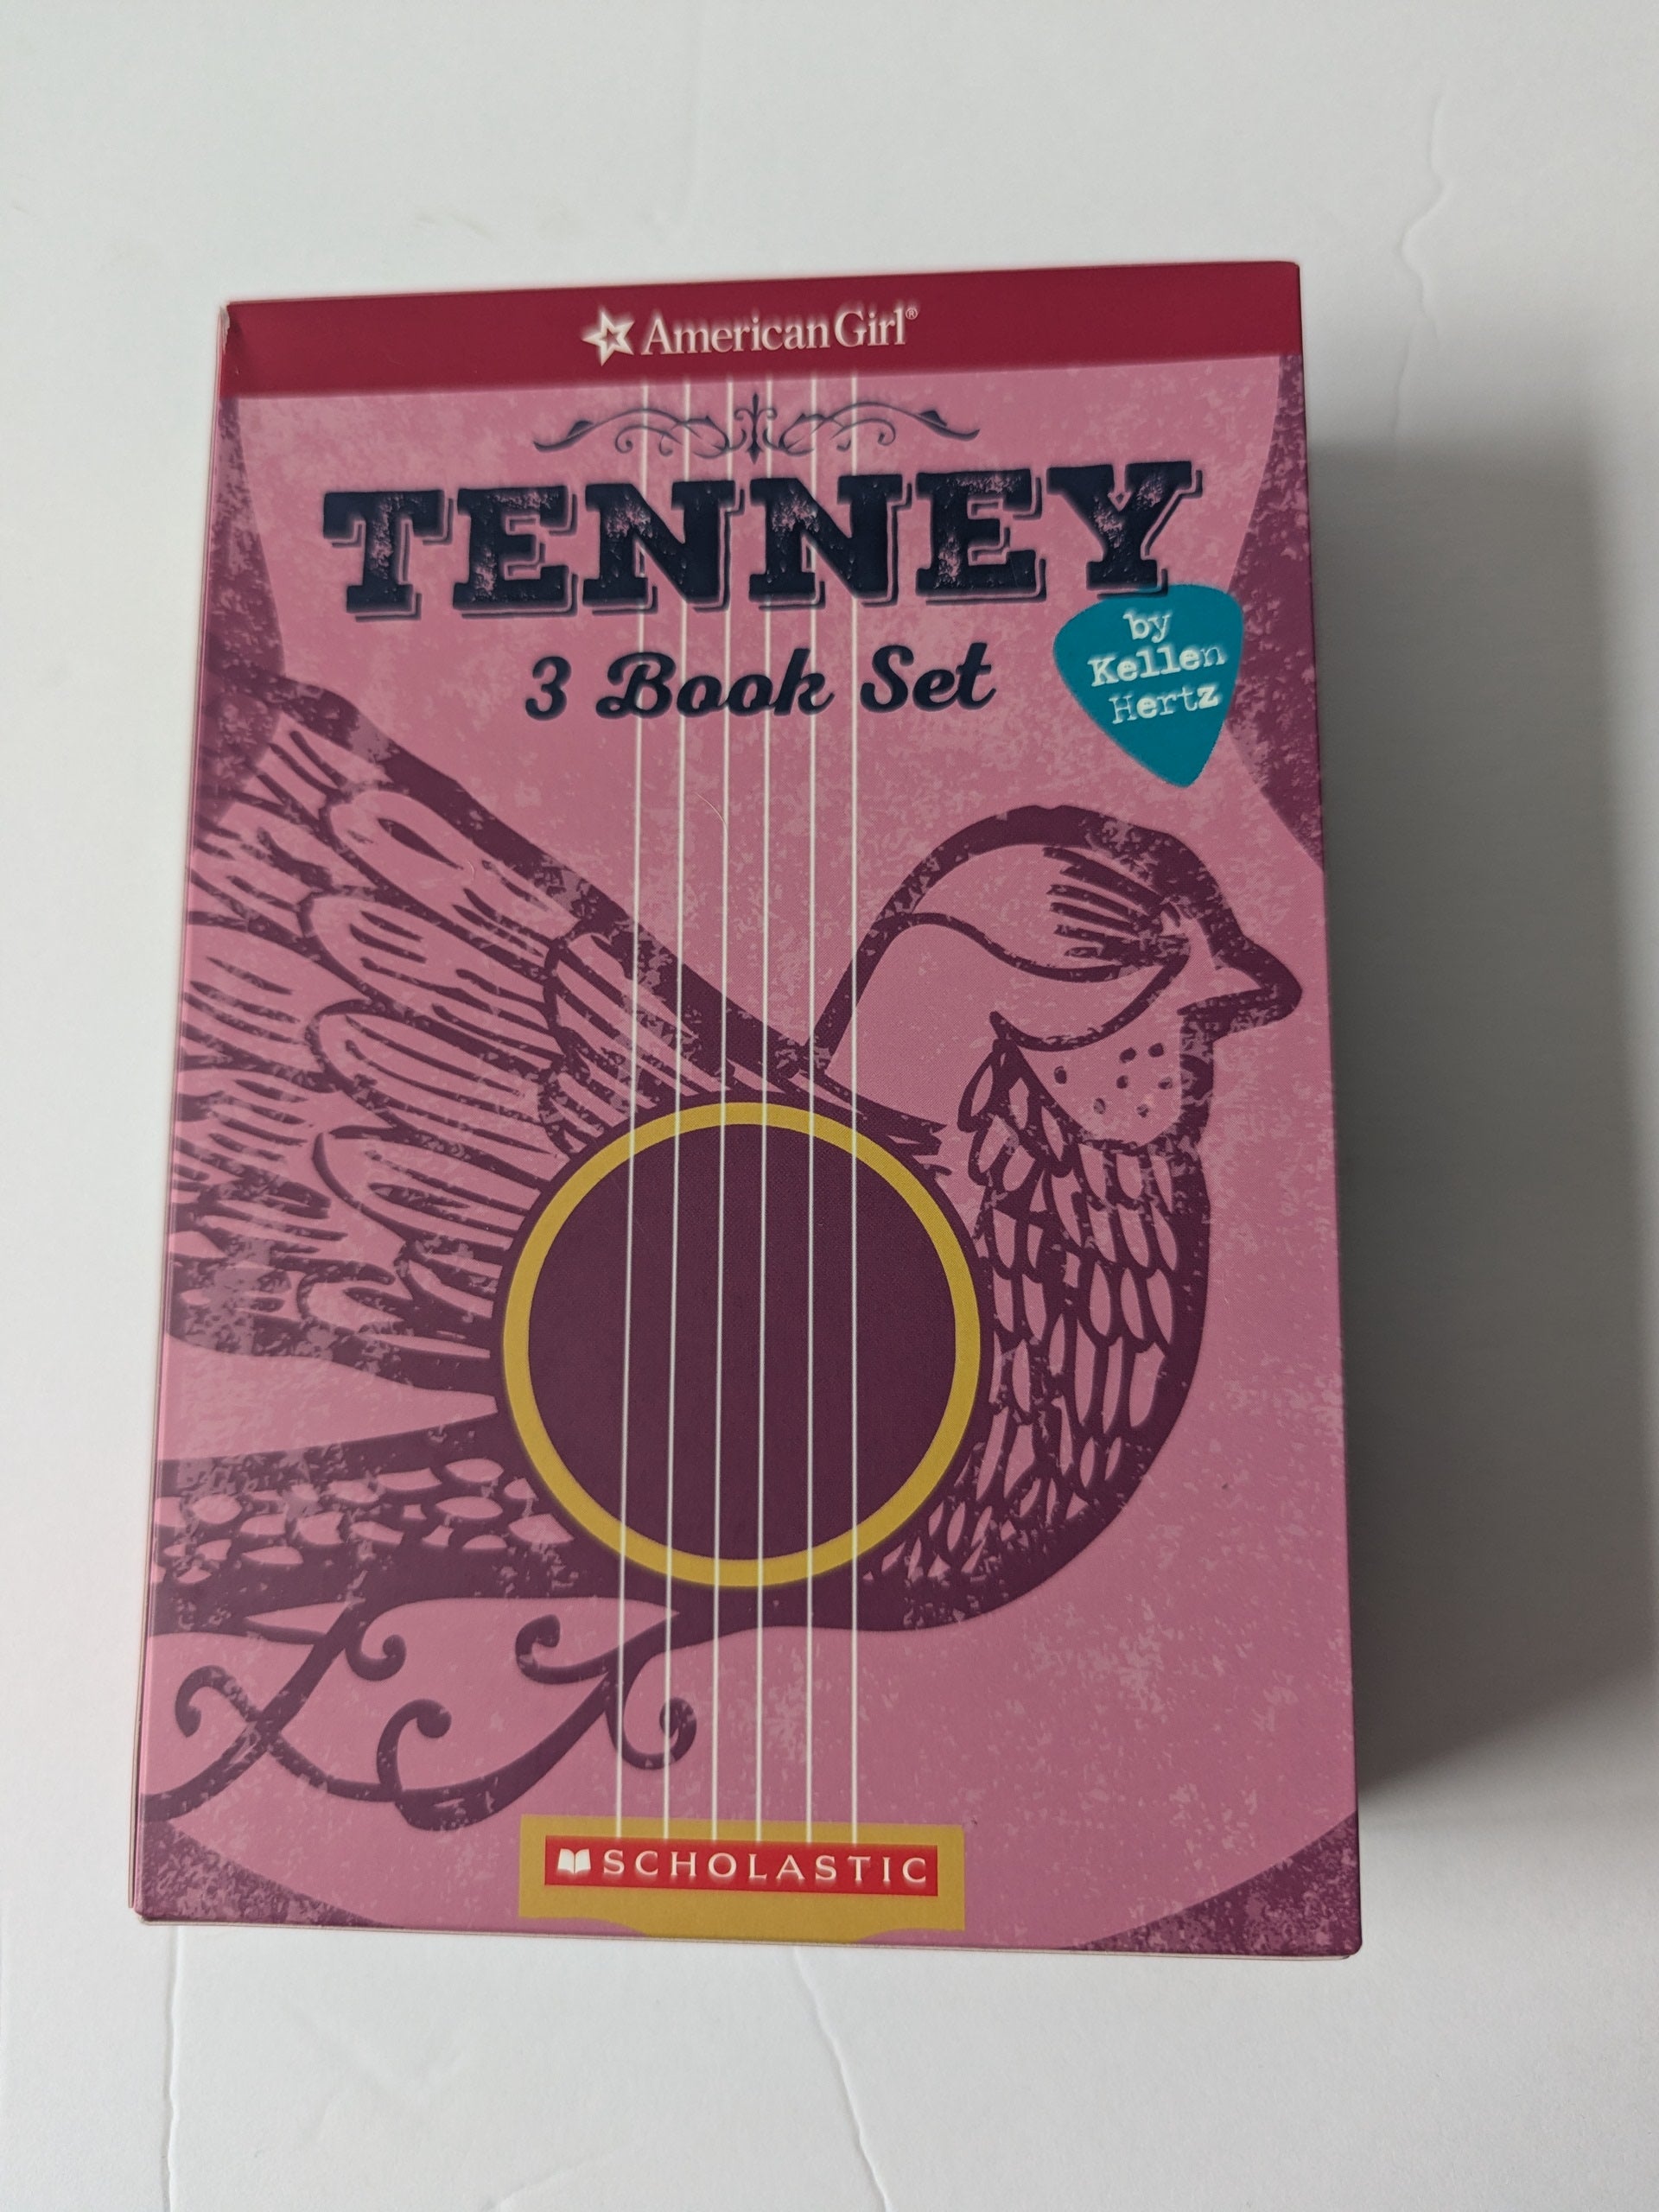 American Girl®
TENNEY
3 Book Set
by
Kellen
Hertz
SCHOLASTIC